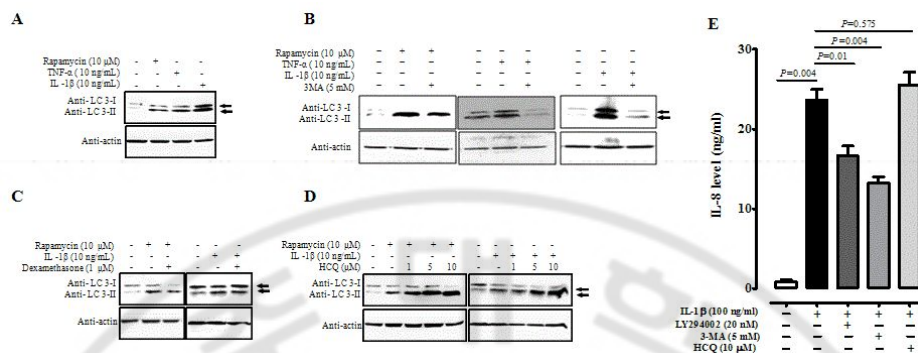 A
Rapamycin (10 μM) - + - -
TNF-α (10 ng/mL) - - + -
IL -1β (10 ng/mL) - - - +
Anti-LC 3-I
Anti-LC 3-II
Anti-actin
B
Rapamycin (10 μM) - + + - - - - - -
TNF-α (10 ng/mL) - - - - + + - - -
IL -1β (10 ng/mL) - - - - - - - + +
3MA (5 mM) - - + - - + - - +
Anti-LC 3-I
Anti-LC 3-II
Anti-actin
C
Rapamycin (10 μM) - + + - - -
IL -1β (10 ng/mL) - - - - + +
Dexamethasone (1 μM) - - + - - +
Anti-LC 3-I
Anti-LC 3-II
Anti-actin
D
Rapamycin (10 μM) - + + + + - - - - -
IL -1β (10 ng/mL) - - - - - - + + + +
HCQ (μM) - - 1 5 10 - - 1 5 10
Anti-LC 3-I
Anti-LC 3-II
Anti-actin
E
P=0.575
P=0.004
P=0.01
P=0.004
IL-8 level (ng/ml)
30
20
10
0
IL-1β (100 ng/ml) - + + + +
LY294002 (20 nM) - - + - -
3-MA (5 mM) - - - + -
HCQ (10 μM) - - - - +